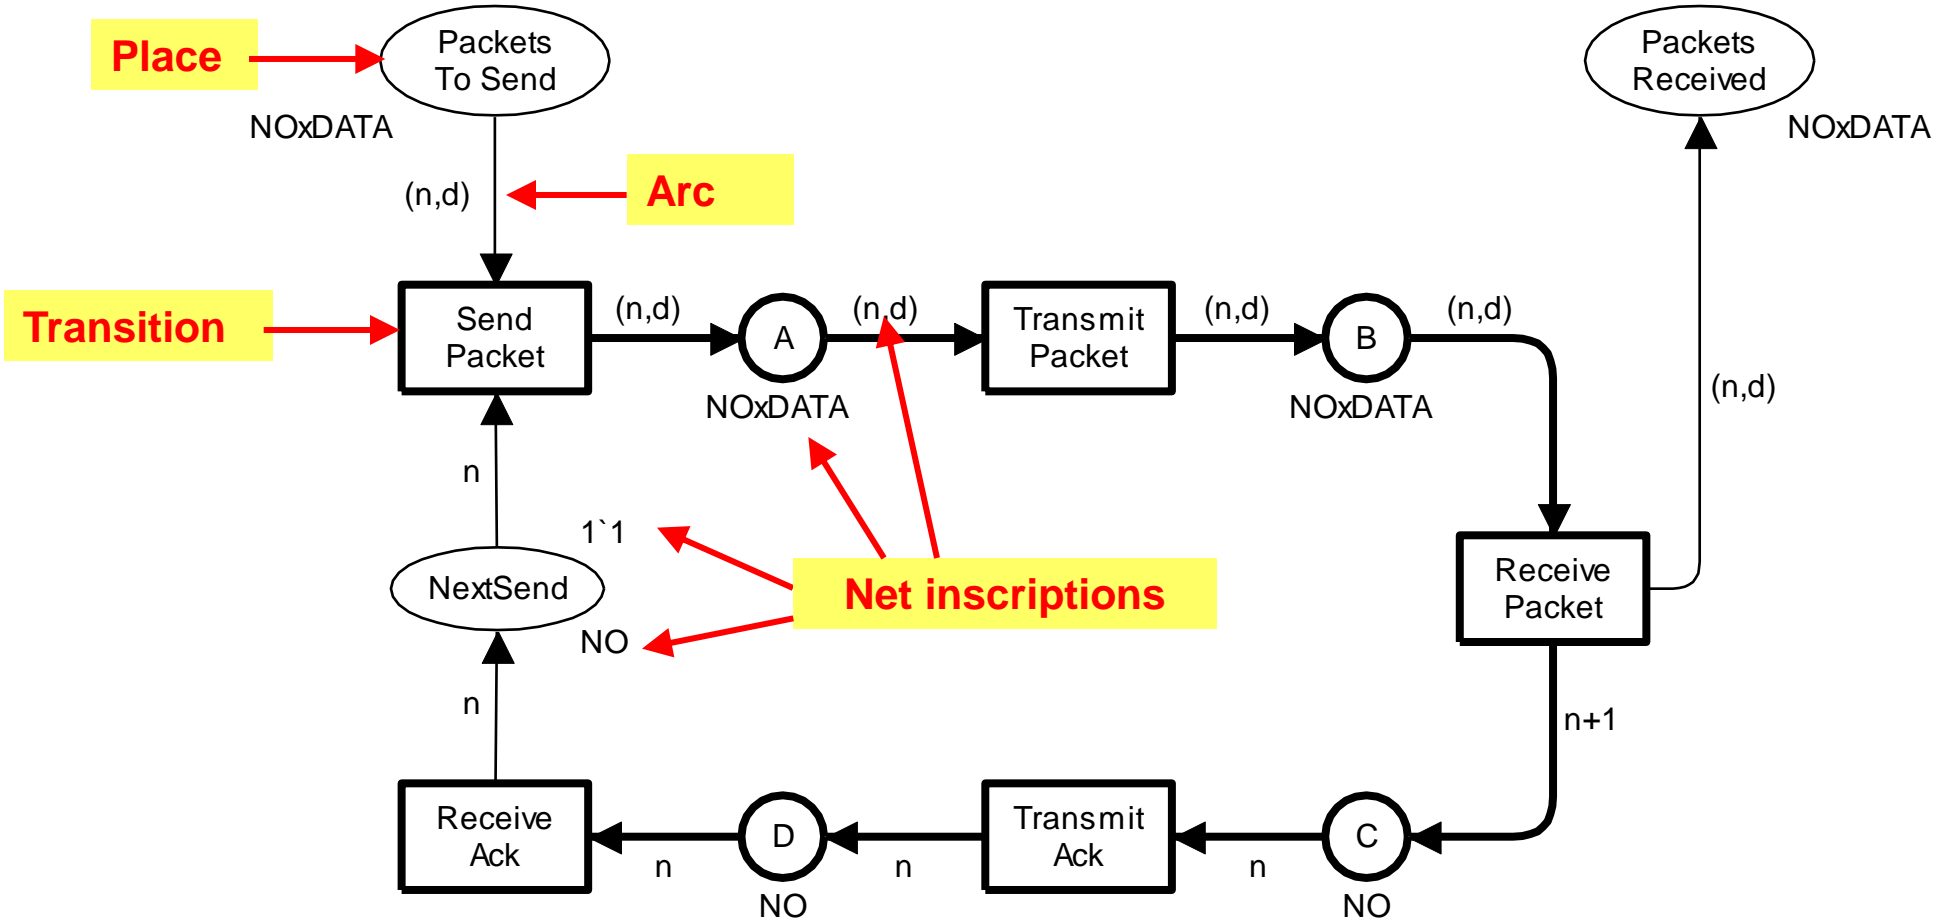 Place
Packets
To Send
NOxDATA
Packets
Received
NOxDATA
(n,d)
Arc
Transition
Send
Packet
(n,d)
A
NOxDATA
(n,d)
Transmit
Packet
(n,d)
B
NOxDATA
(n,d)
(n,d)
n
1`1
NextSend
NO
Net inscriptions
Receive
Packet
n
n+1
Receive
Ack
n
D
NO
n
Transmit
Ack
n
C
NO